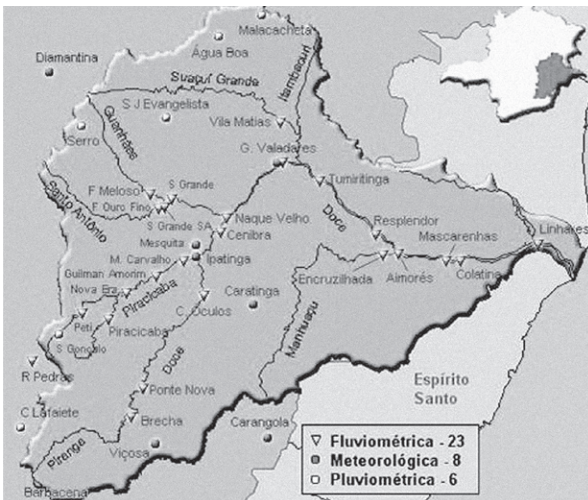 Malacacheta
Água Boa
Diamantina
Suaçuí Grande
Itambacuri
S J Evangelista
Guanhães
Vila Matias
Serro
G. Valadares
Santo Antônio
F Meloso
S Grande
Tumiritinga
F Ouro Fino
S Grande SA
Naque Velho
Doce
Resplendor
Cenibra
Mesquita
Mascarenhas
Linhares
M. Carvalho
Ipatinga
Guilman Amorim
Encruzilhada
Aimorés
Colatina
Nova Era
Piracicaba
Caratinga
C. Óculos
Manhuaçu
Peti
Piracicaba
S Gonçalo
Doce
R Pedras
Ponte Nova
Espírito
Santo
C Lafaiete
Brecha
Carangola
Piranga
Viçosa
Barbacena
Fluviométrica - 23
Meteorológica - 8
Pluviométrica - 6